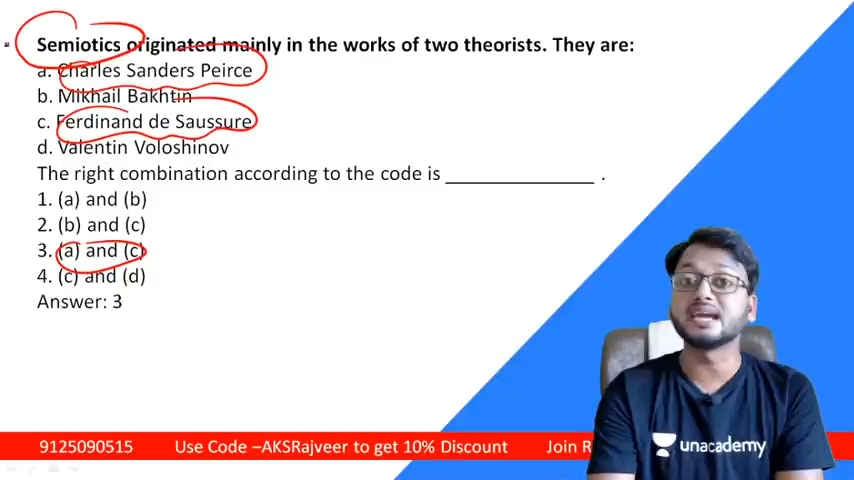 Semiotics originated mainly in the works of two theorists. They are:
a. Charles Sanders Peirce
b. Mikhail Bakhtin
c. Ferdinand de Saussure
d. Valentin Voloshinov
The right combination according to the code is ______________ .
1. (a) and (b)
2. (b) and (c)
3. (a) and (c)
4. (c) and (d)
Answer: 3
unacademy
9125090515 Use Code –AKSRajveer to get 10% Discount Join